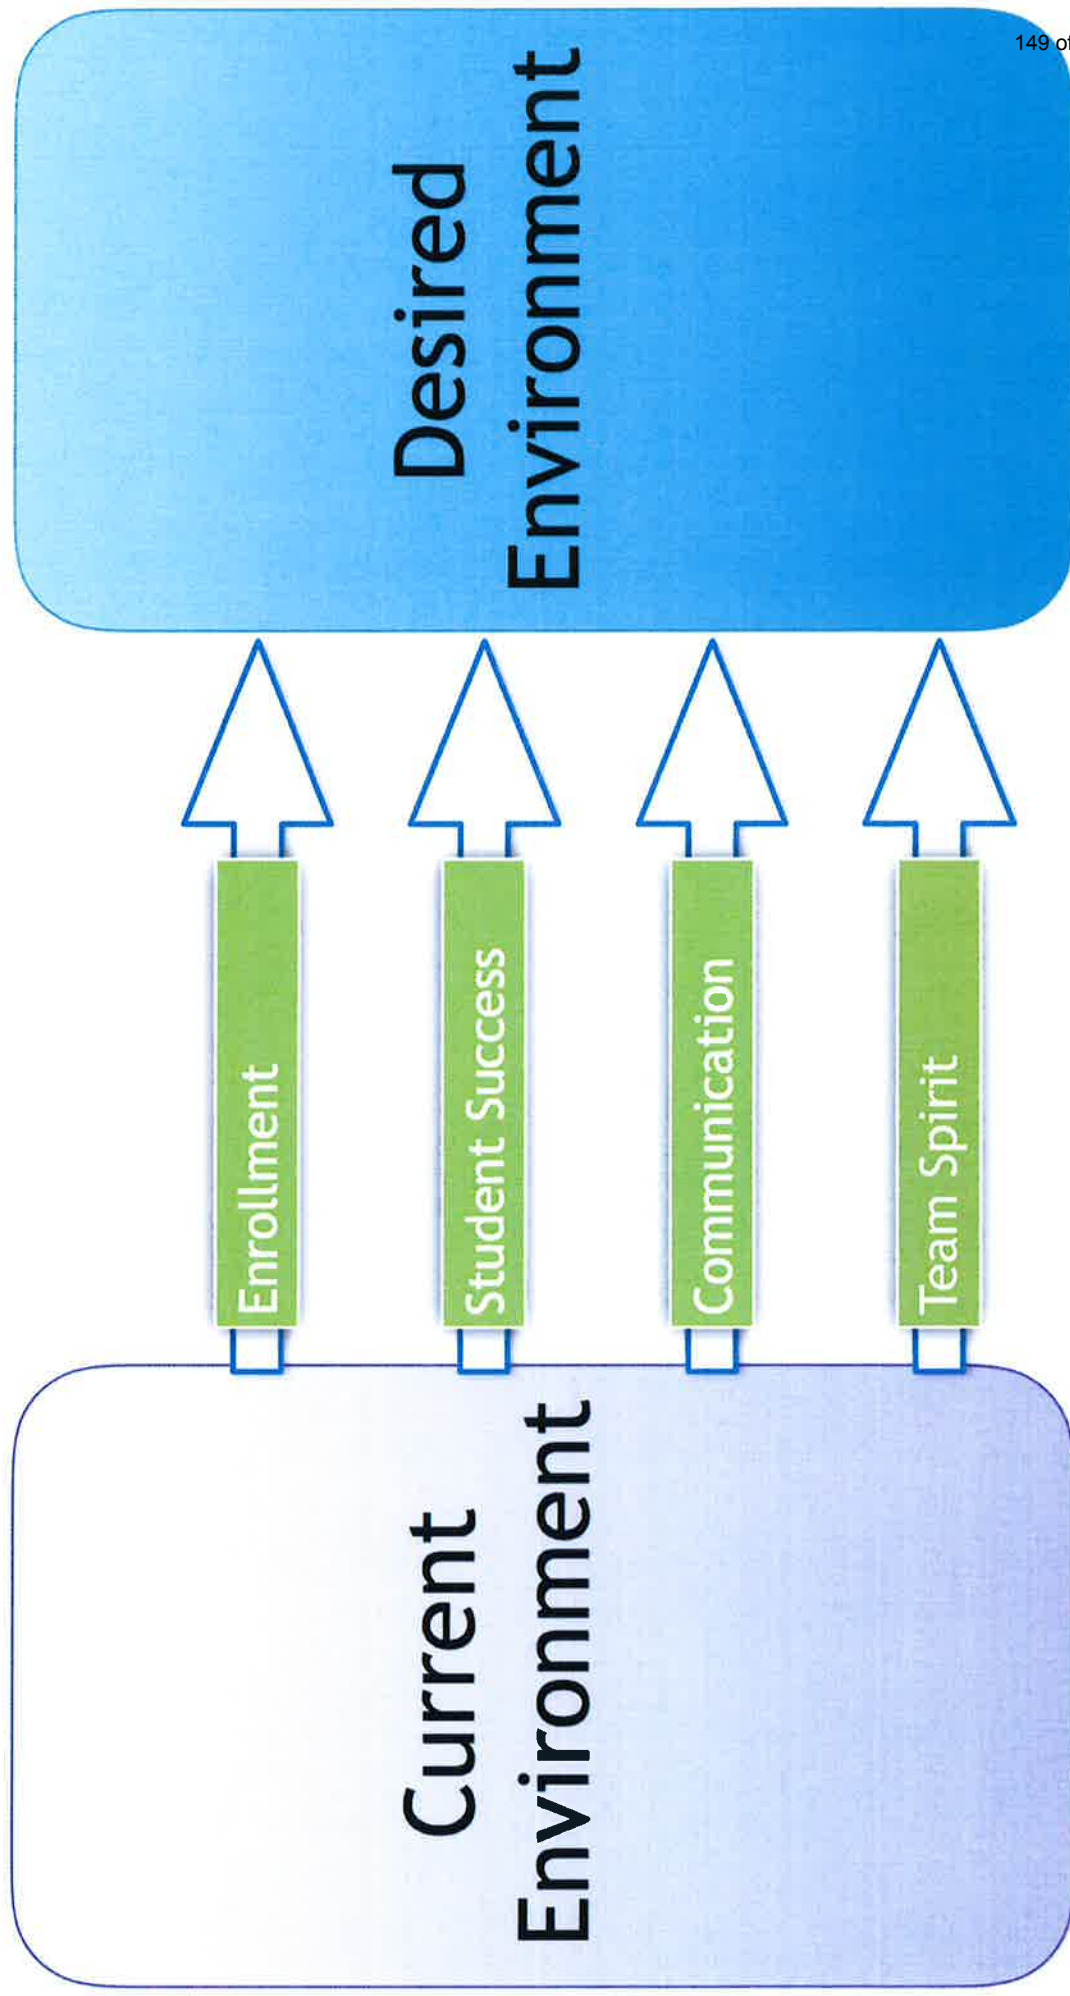 149 of
Current
Environment
Enrollment
Student Success
Communication
Team Spirit
Desired
Environment